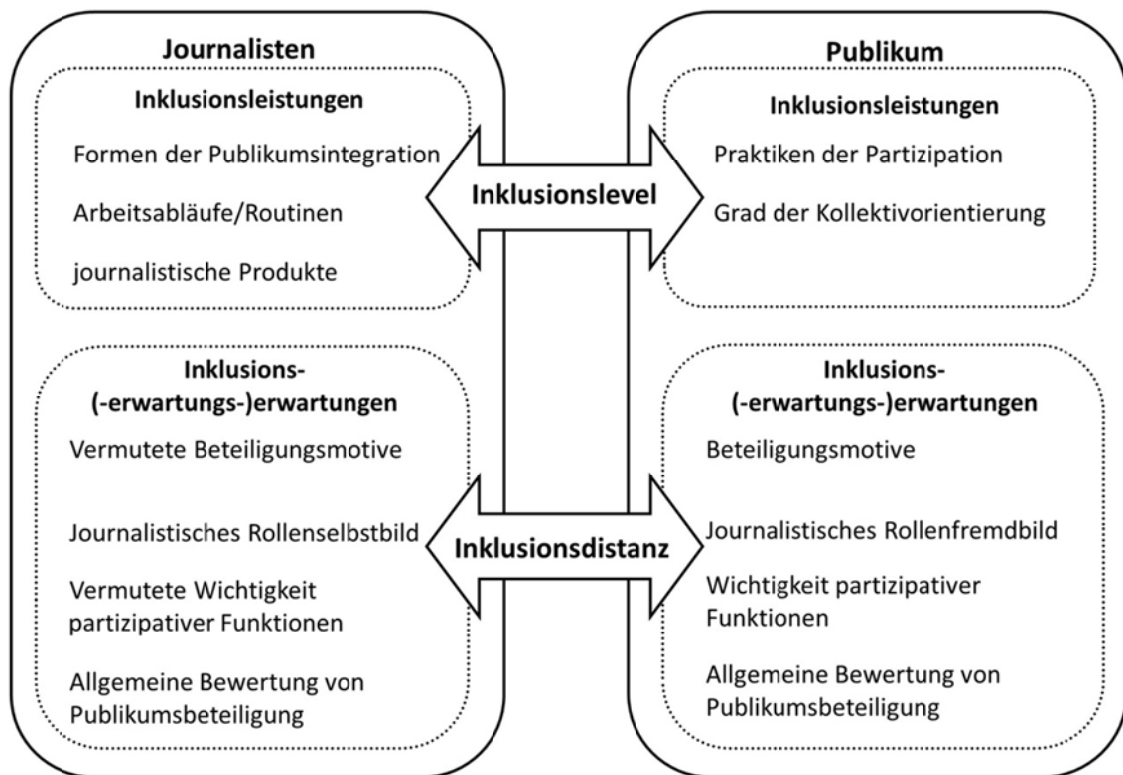 Journalisten
Inklusionsleistungen
Formen der Publikumsintegration
Arbeitsabläufe/Routinen
journalistische Produkte
Inklusions-
(-erwartungs-)erwartungen
Vermutete Beteiligungsmotive
Journalistisches Rollenselbstbild
Vermutete Wichtigkeit
partizipativer Funktionen
Allgemeine Bewertung von
Publikumsbeteiligung
Inklusionslevel
Inklusionsdistanz
Publikum
Inklusionsleistungen
Praktiken der Partizipation
Grad der Kollektivorientierung
Inklusions-
(-erwartungs-)erwartungen
Beteiligungsmotive
Journalistisches Rollenfremdbild
Wichtigkeit partizipativer
Funktionen
Allgemeine Bewertung von
Publikumsbeteiligung